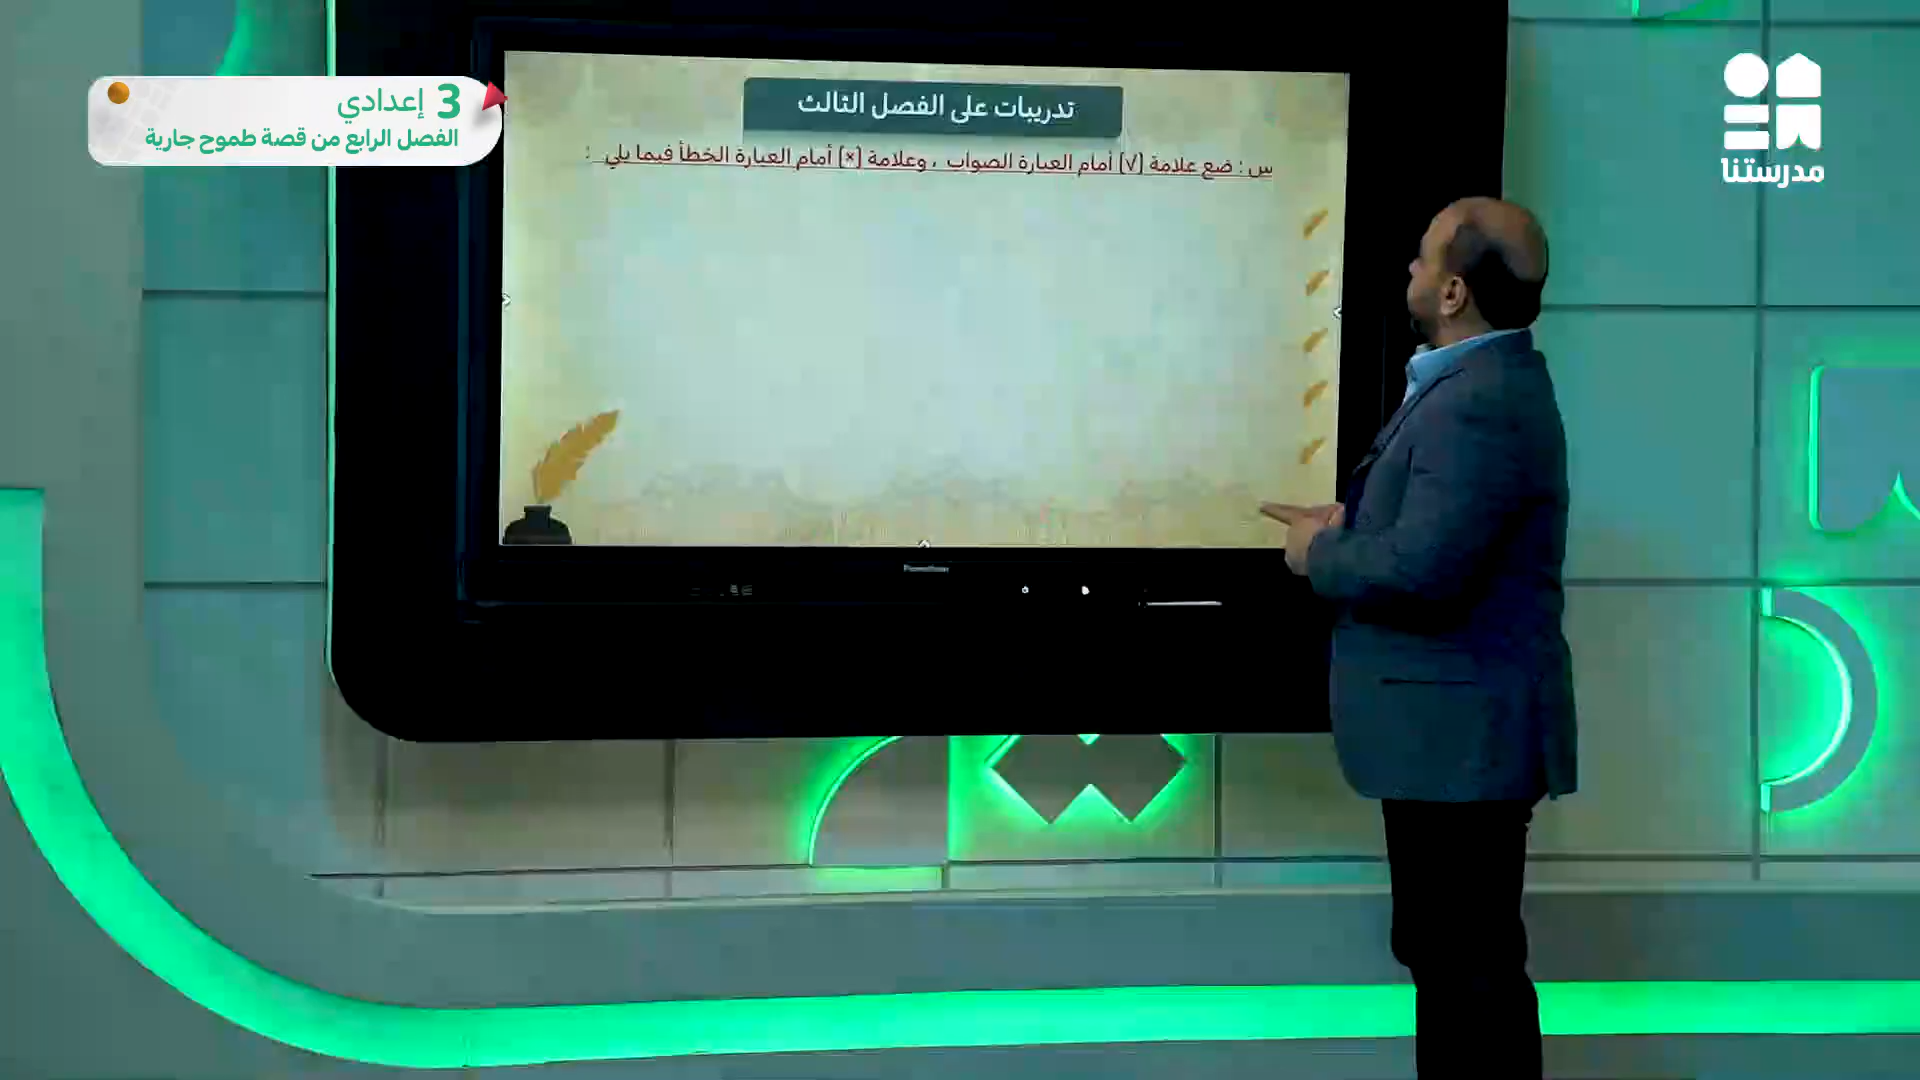 3 إعدادي
الفصل الرابع من قصة طموح جارية
مدرستنا
تدريبات على الفصل الثالث
س : ضع علامة [√] أمام العبارة الصواب ، وعلامة [×] أمام العبارة الخطأ فيما يلي :